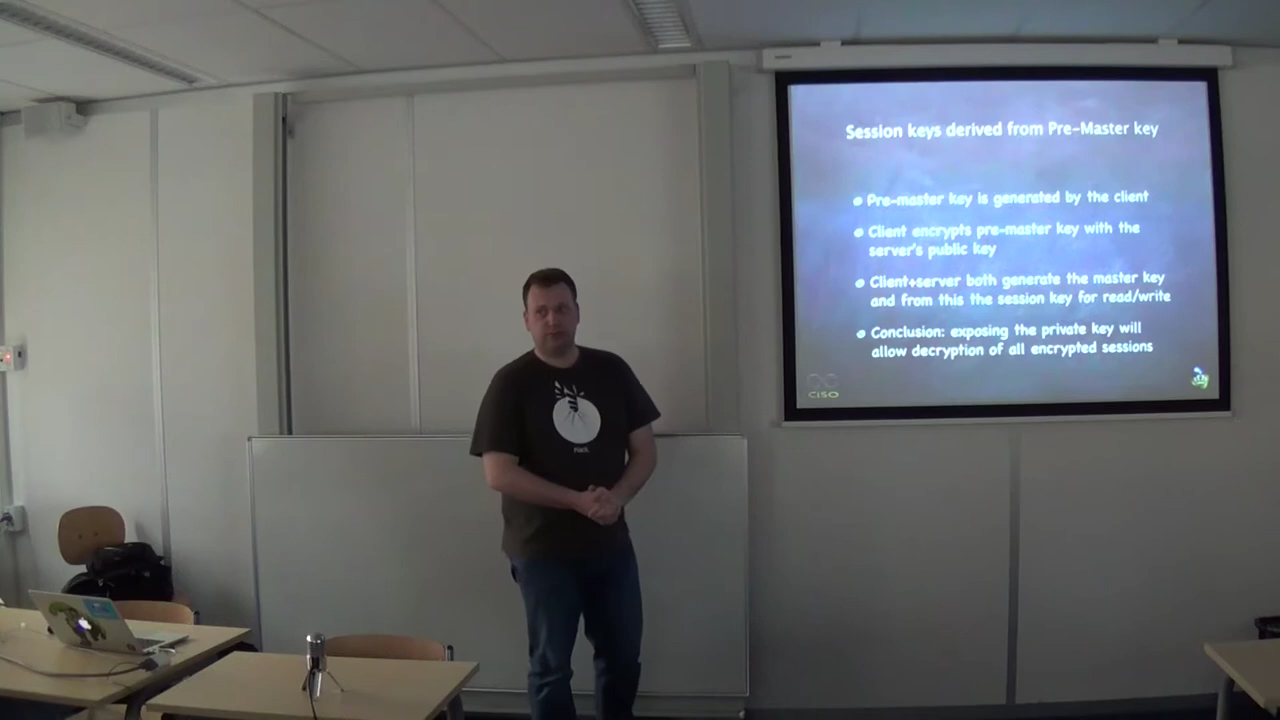 Session keys derived from Pre-Master key
Pre-master key is generated by the client
Client encrypts pre-master key with the
server's public key
Client+server both generate the master key
and from this the session key for read/write
Conclusion: exposing the private key will
allow decryption of all encrypted sessions
CISO